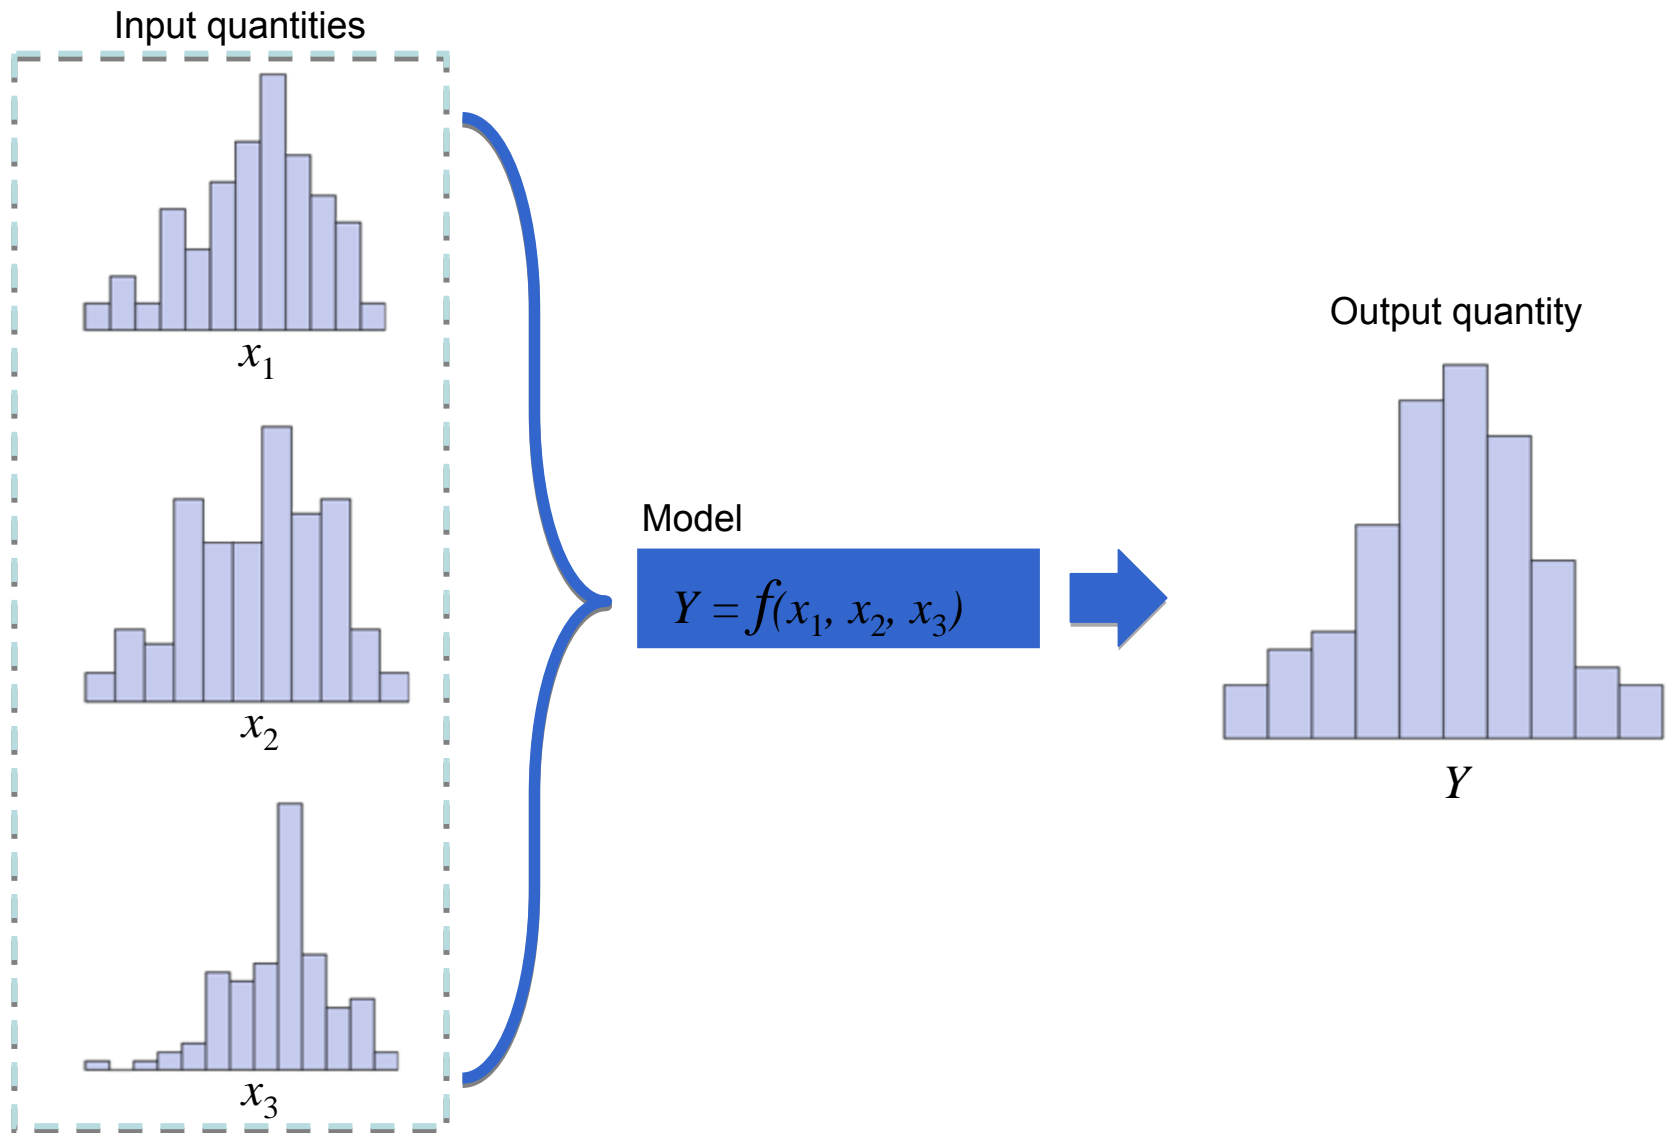 Input quantities
x1
x2
x3
Model
Y = f(x1, x2, x3)
Output quantity
Y